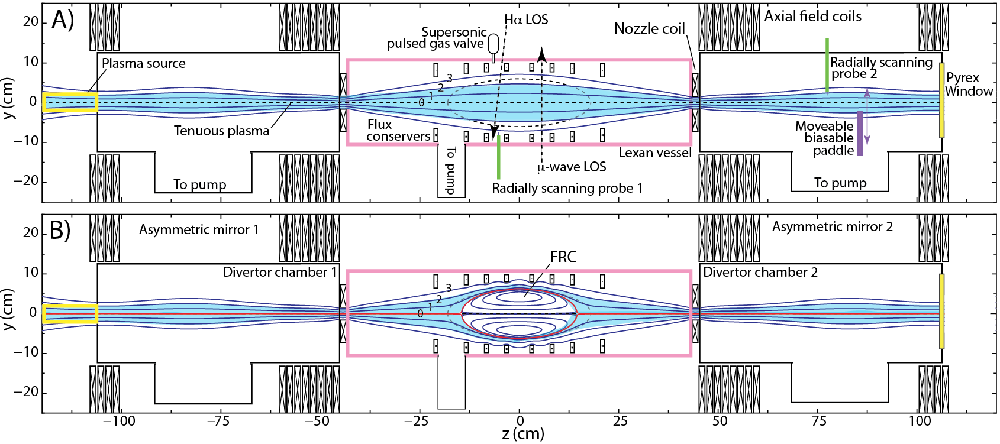 A)
20
10
0
−10
−20
y (cm)
Plasma source
Tenuous plasma
To pump
Supersonic
pulsed gas valve
Hα LOS
3
2
1
0
Flux
conservers
To pump
μ-wave LOS
Radially scanning probe 1
Lexan vessel
Nozzle coil
Axial field coils
Radially scanning
probe 2
Pyrex
Window
Moveable
biasable
paddle
To pump
B)
20
10
0
−10
−20
y (cm)
Asymmetric mirror 1
Divertor chamber 1
FRC
3
2
1
0
Asymmetric mirror 2
Divertor chamber 2
−100
−75
−50
−25
0
25
50
75
100
z (cm)